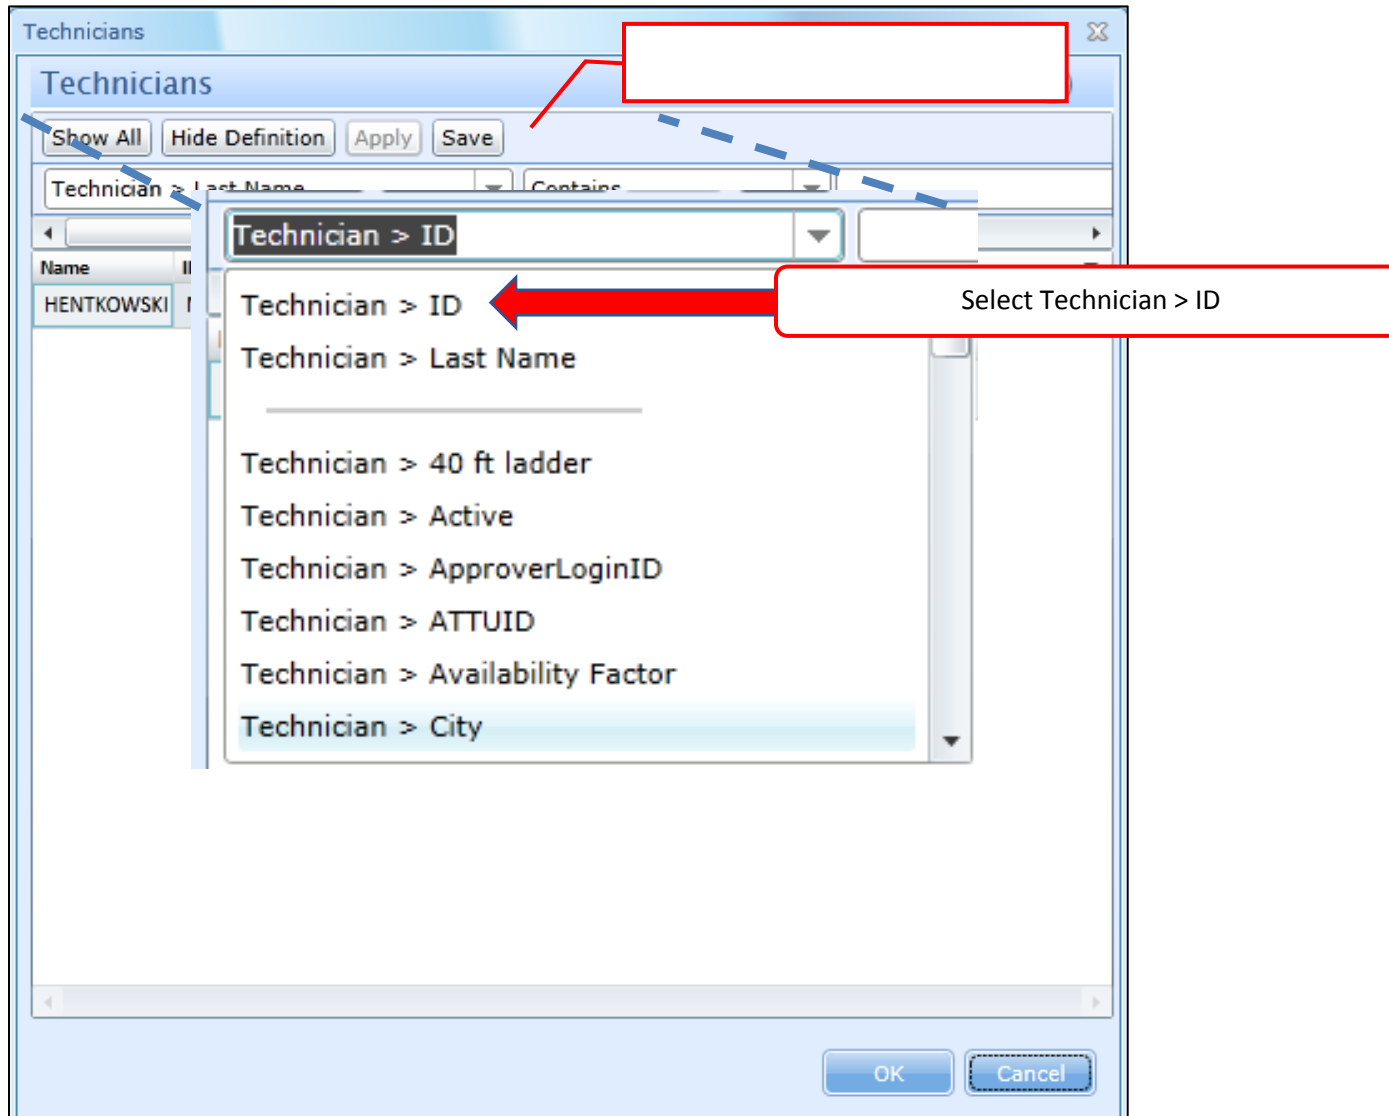 Technicians
Technicians
Show All Hide Definition Apply Save
Technician > Last Name Contains
Technician > ID
Name
HENTKOWSKI
Technician > ID
Select Technician > ID
Technician > Last Name
Technician > 40 ft ladder
Technician > Active
Technician > ApproverLoginID
Technician > ATTUID
Technician > Availability Factor
Technician > City
OK Cancel